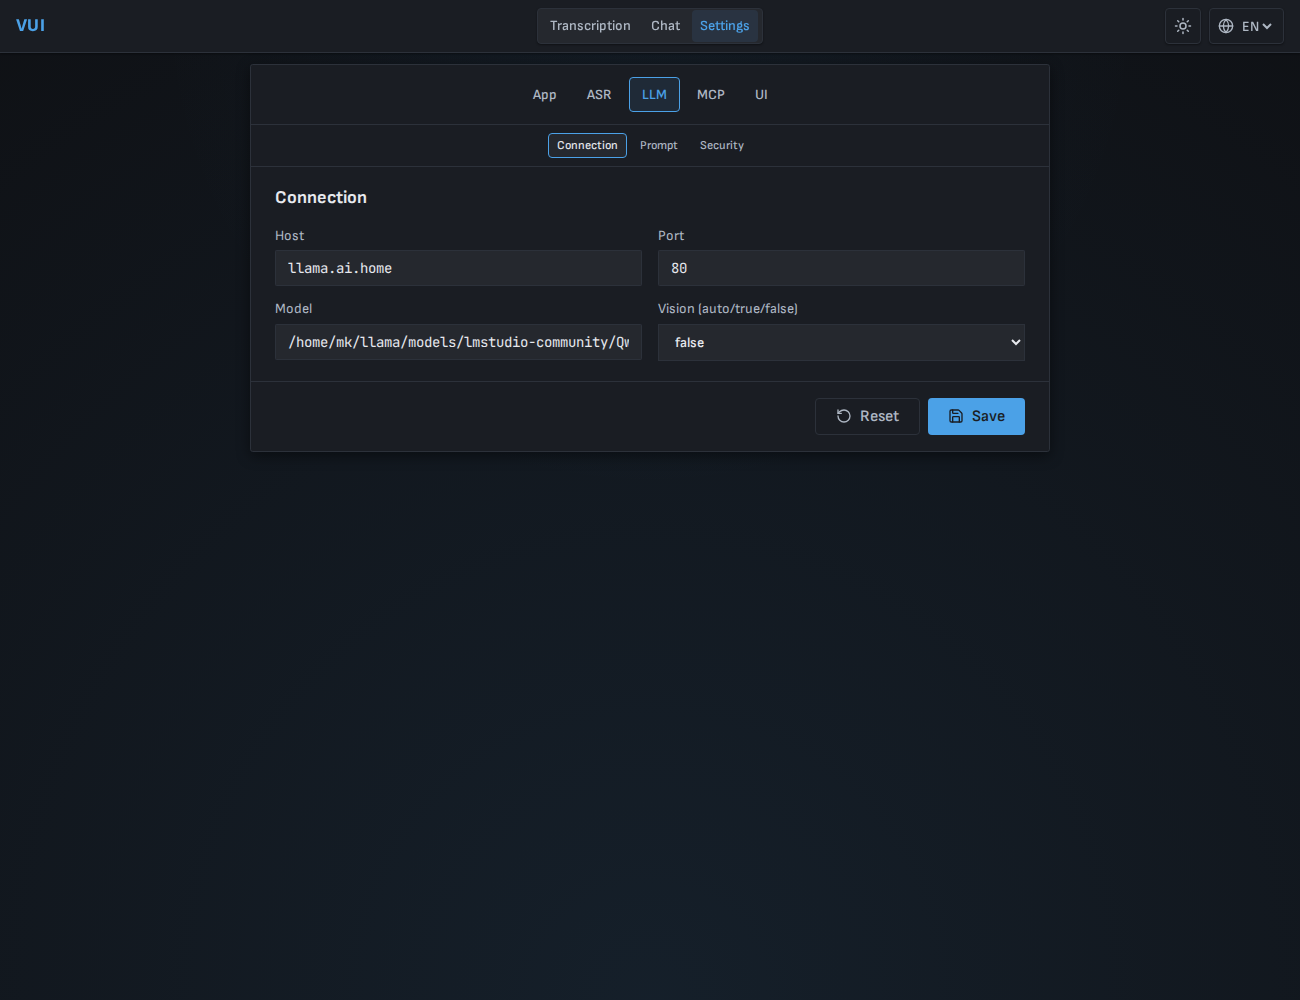 VUI
Transcription Chat Settings
EN
App ASR LLM MCP UI
Connection Prompt Security
Connection
Host Port
llama.ai.home 80
Model Vision (auto/true/false)
/home/mk/llama/models/lmstudio-community/Qw false
Reset Save